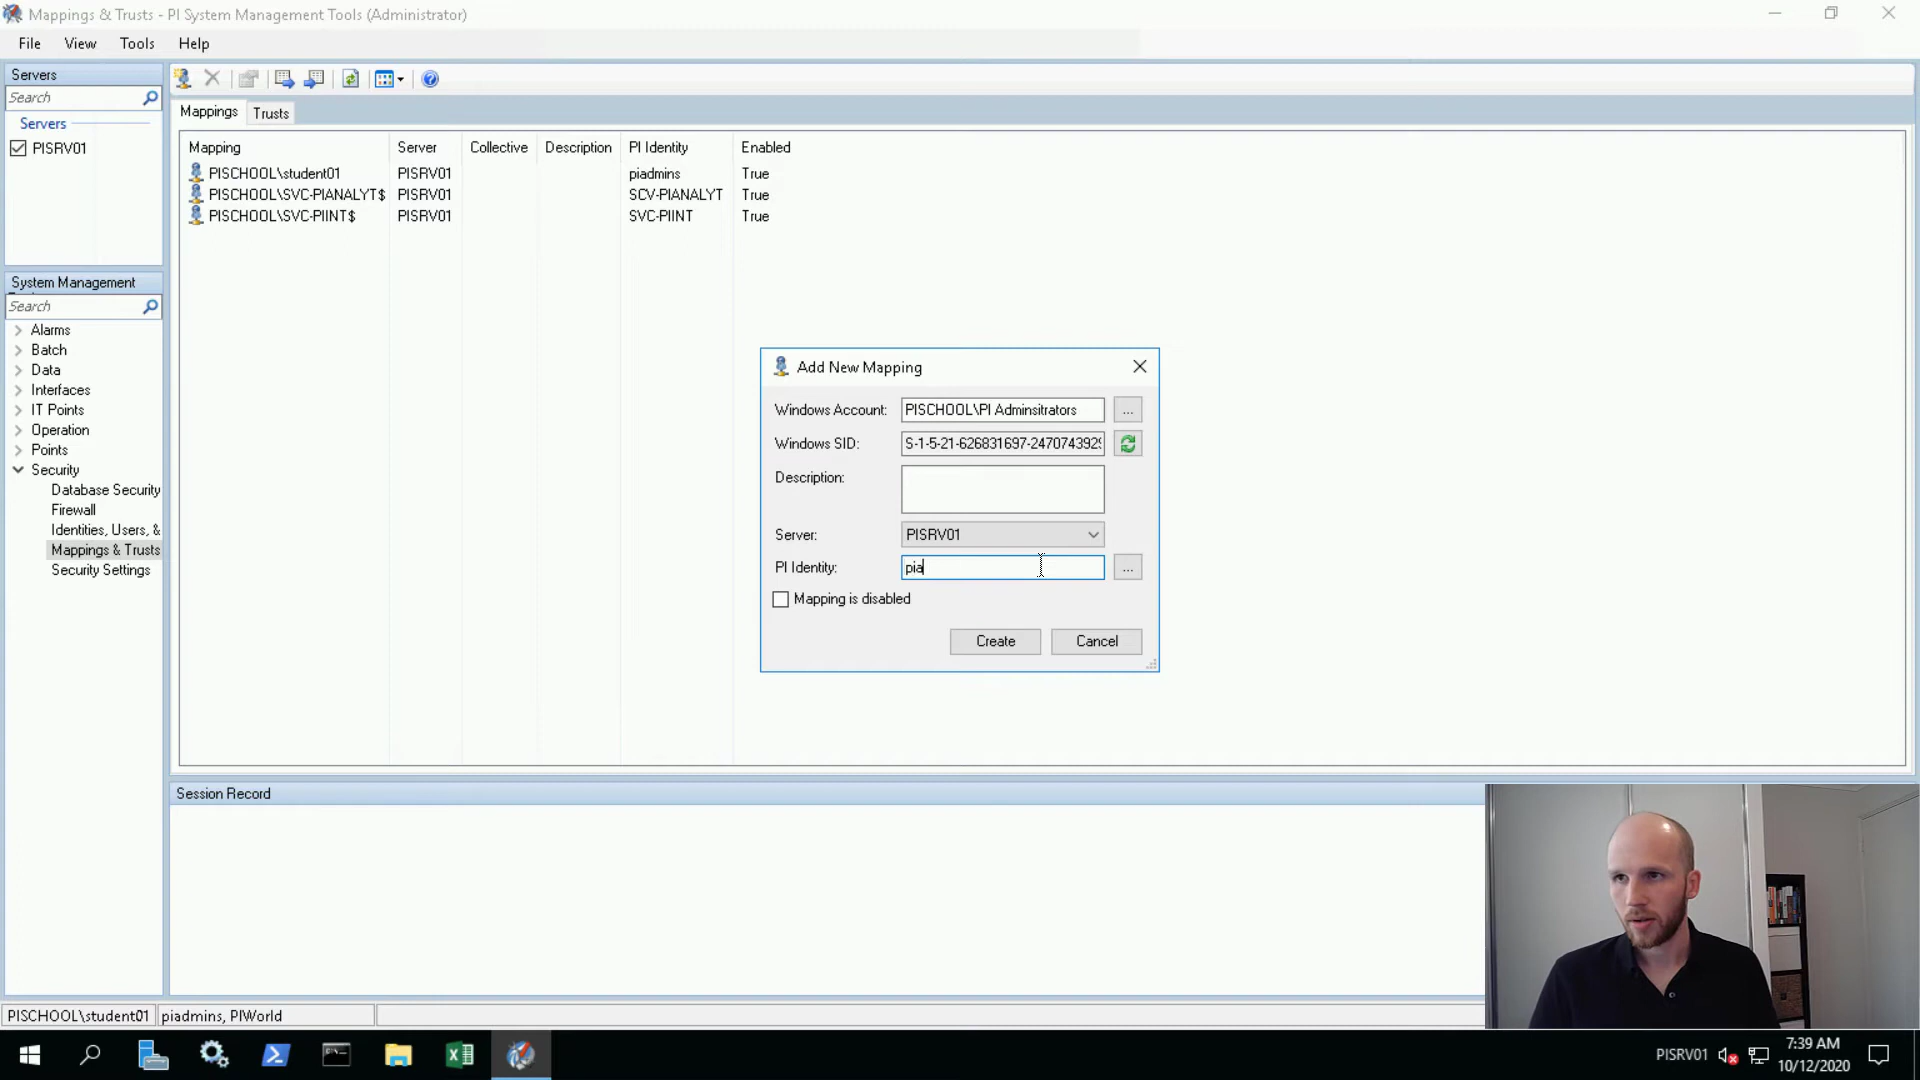 Mappings & Trusts - PI System Management Tools (Administrator)
File View Tools Help
Servers
Search
Servers
PISRV01
System Management
Search
Alarms
Batch
Data
Interfaces
IT Points
Operation
Points
Security
Database Security
Firewall
Identities, Users, &
Mappings & Trusts
Security Settings
Mappings Trusts
Mapping Server Collective Description PI Identity Enabled
PISCHOOL\student01 PISRV01 piadmins True
PISCHOOL\SVC-PIANALYT$ PISRV01 SCV-PIANALYT True
PISCHOOL\SVC-PIINT$ PISRV01 SVC-PIINT True
Add New Mapping
Windows Account: PISCHOOL\PI Adminsitrators ...
Windows SID: S-1-5-21-626831697-2470743929
Description:
Server: PISRV01
PI Identity: pia ...
Mapping is disabled
Create Cancel
Session Record
PISCHOOL\student01 piadmins, PIWorld
PISRV01
7:39 AM
10/12/2020